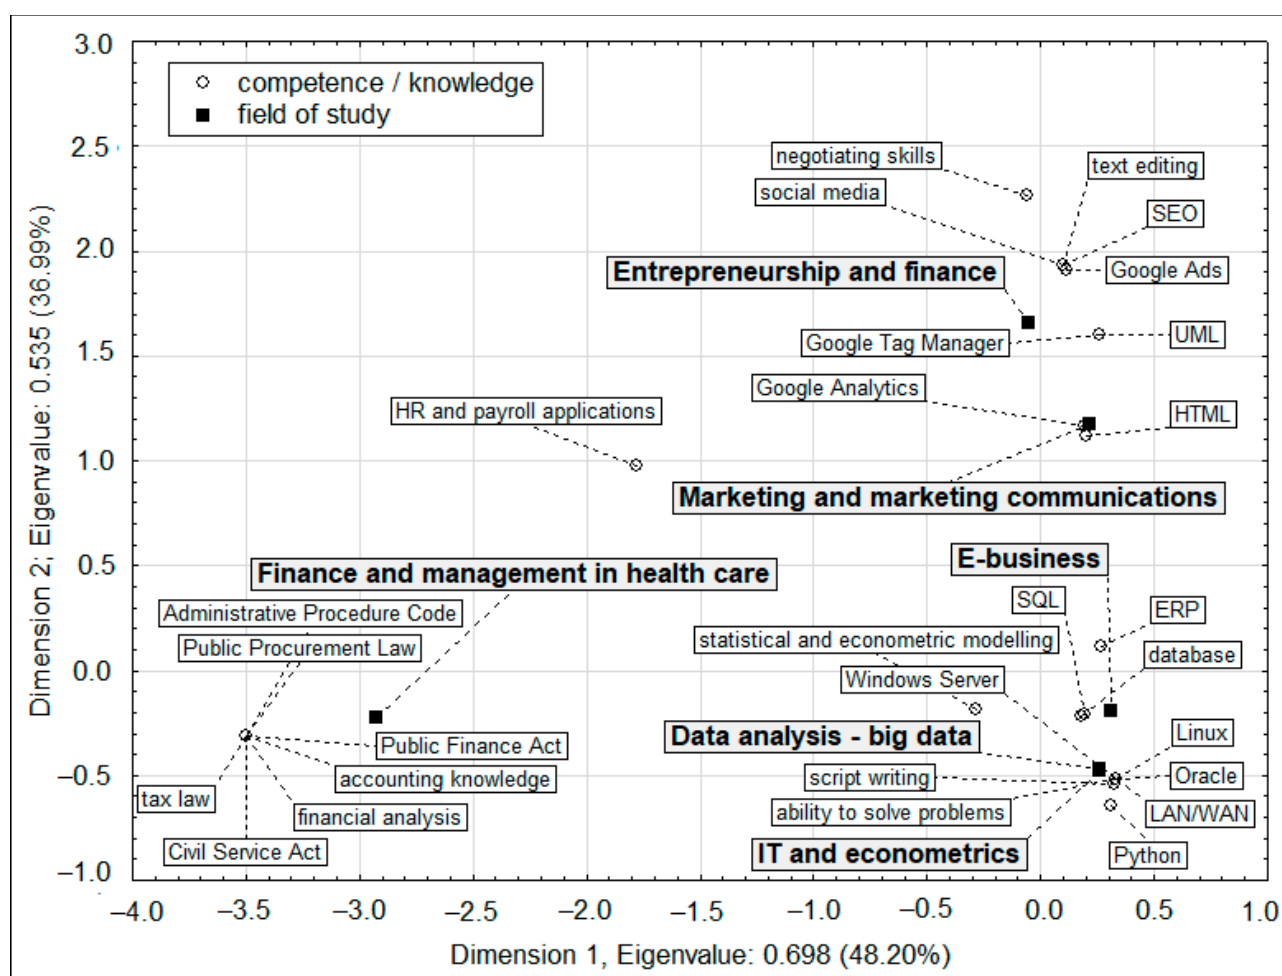 3.0
competence / knowledge
field of study
2.5
negotiating skills
text editing
social media
SEO
2.0
Entrepreneurship and finance
Google Ads
Google Tag Manager
UML
1.5
Google Analytics
HR and payroll applications
HTML
1.0
Marketing and marketing communications
E-business
0.5
Finance and management in health care
SQL
ERP
Administrative Procedure Code
statistical and econometric modelling
Public Procurement Law
database
0.0
Windows Server
Data analysis - big data
Linux
Public Finance Act
script writing
Oracle
accounting knowledge
−0.5
tax law
financial analysis
ability to solve problems
LAN/WAN
Civil Service Act
IT and econometrics
Python
−1.0
−4.0 −3.5 −3.0 −2.5 −2.0 −1.5 −1.0 −0.5 0.0 0.5 1.0
Dimension 1, Eigenvalue: 0.698 (48.20%)
Dimension 2; Eigenvalue: 0.535 (36.99%)